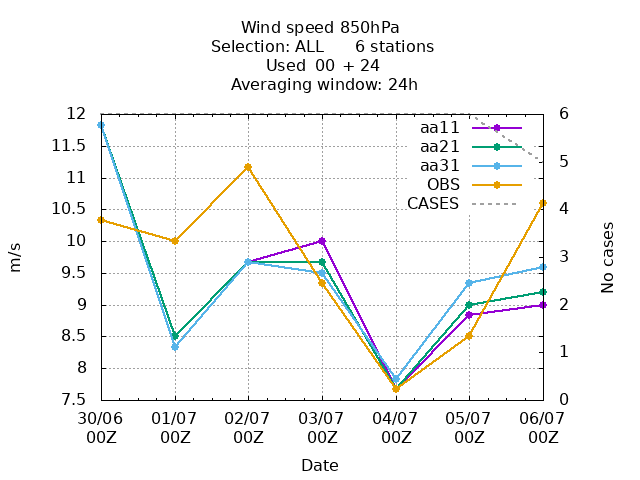 Wind speed 850hPa
Selection: ALL      6 stations
Used  00  + 24
Averaging window: 24h
12
11.5
11
10.5
10
9.5
9
8.5
8
7.5
m/s
aa11
aa21
aa31
OBS
CASES
6
5
4
3
2
1
0
No cases
30/06 01/07 02/07 03/07 04/07 05/07 06/07
00Z 00Z 00Z 00Z 00Z 00Z 00Z
Date